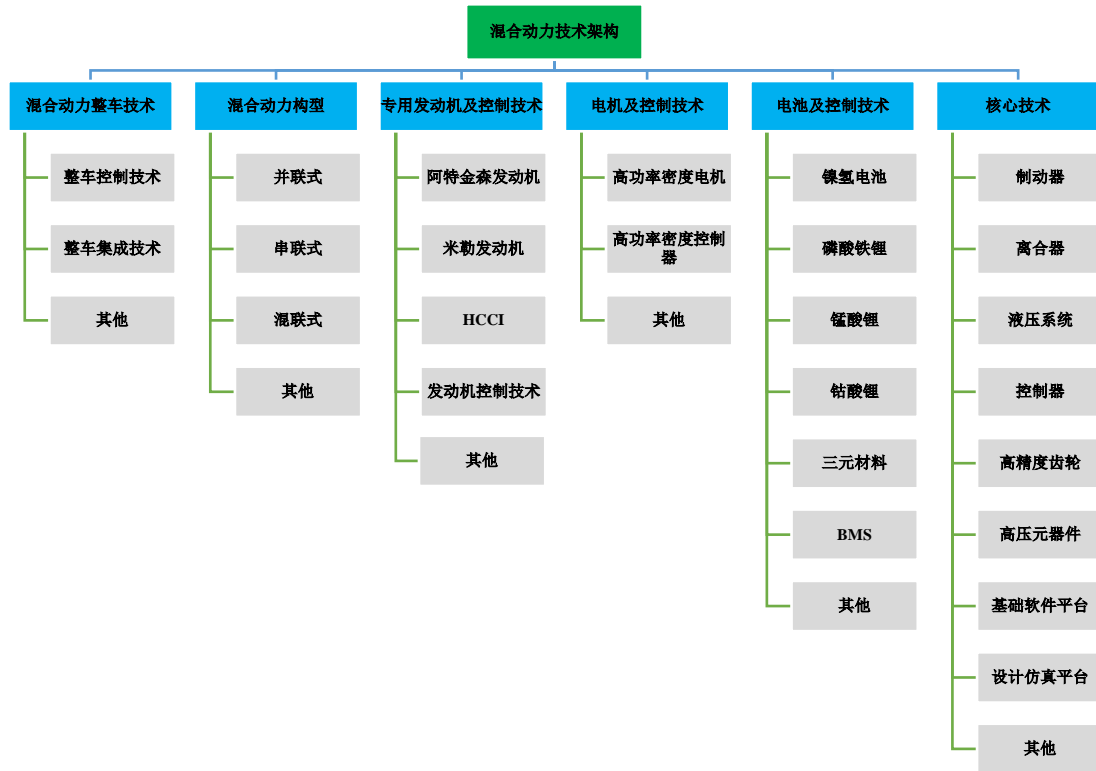 混合动力技术架构
混合动力整车技术
整车控制技术
整车集成技术
其他
混合动力构型
并联式
串联式
混联式
其他
专用发动机及控制技术
阿特金森发动机
米勒发动机
HCCI
发动机控制技术
其他
电机及控制技术
高功率密度电机
高功率密度控制
器
其他
电池及控制技术
镍氢电池
磷酸铁锂
锰酸锂
钴酸锂
三元材料
BMS
其他
核心技术
制动器
离合器
液压系统
控制器
高精度齿轮
高压元器件
基础软件平台
设计仿真平台
其他